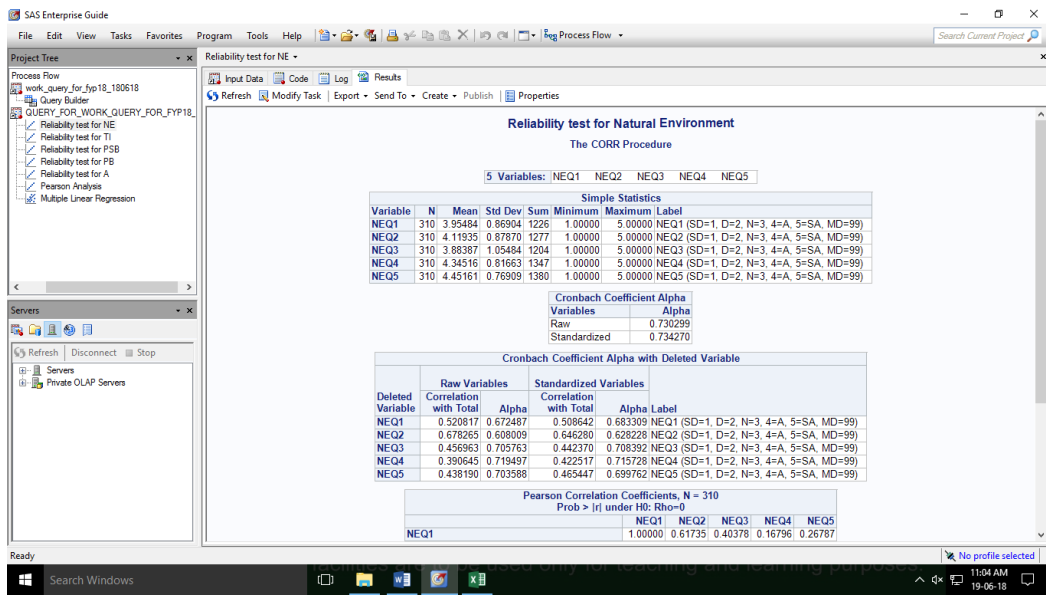 SAS Enterprise Guide
File Edit View Tasks Favorites Program Tools Help Process Flow Search Current Project
Project Tree
Process Flow
work_query_for_fyp18_180618
Query Builder
QUERY_FOR_WORK_QUERY_FOR_FYP18_
Reliability test for NE
Reliability test for TI
Reliability test for PSB
Reliability test for PB
Reliability test for A
Pearson Analysis
Multiple Linear Regression
Servers
Refresh Disconnect Stop
Servers
Private OLAP Servers
Reliability test for NE
Input Data Code Log Results
Refresh Modify Task Export Send To Create Publish Properties
Reliability test for Natural Environment
The CORR Procedure
5 Variables: NEQ1 NEQ2 NEQ3 NEQ4 NEQ5
Simple Statistics
Variable N Mean Std Dev Sum Minimum Maximum Label
NEQ1 310 3.95484 0.86904 1226 1.00000 5.00000 NEQ1 (SD=1, D=2, N=3, 4=A, 5=SA, MD=99)
NEQ2 310 4.11935 0.87870 1277 1.00000 5.00000 NEQ2 (SD=1, D=2, N=3, 4=A, 5=SA, MD=99)
NEQ3 310 3.88387 1.05484 1204 1.00000 5.00000 NEQ3 (SD=1, D=2, N=3, 4=A, 5=SA, MD=99)
NEQ4 310 4.34516 0.81663 1347 1.00000 5.00000 NEQ4 (SD=1, D=2, N=3, 4=A, 5=SA, MD=99)
NEQ5 310 4.45161 0.76909 1380 1.00000 5.00000 NEQ5 (SD=1, D=2, N=3, 4=A, 5=SA, MD=99)
Cronbach Coefficient Alpha
Variables Alpha
Raw 0.730299
Standardized 0.734270
Cronbach Coefficient Alpha with Deleted Variable
Raw Variables Standardized Variables
Deleted Correlation Correlation
Variable with Total Alpha with Total Alpha Label
NEQ1 0.520817 0.672487 0.508642 0.683309 NEQ1 (SD=1, D=2, N=3, 4=A, 5=SA, MD=99)
NEQ2 0.678265 0.608009 0.646280 0.628228 NEQ2 (SD=1, D=2, N=3, 4=A, 5=SA, MD=99)
NEQ3 0.456963 0.705763 0.442370 0.708392 NEQ3 (SD=1, D=2, N=3, 4=A, 5=SA, MD=99)
NEQ4 0.390645 0.719497 0.422517 0.715728 NEQ4 (SD=1, D=2, N=3, 4=A, 5=SA, MD=99)
NEQ5 0.438190 0.703588 0.465447 0.699762 NEQ5 (SD=1, D=2, N=3, 4=A, 5=SA, MD=99)
Pearson Correlation Coefficients, N = 310
Prob > |r| under H0: Rho=0
NEQ1 NEQ2 NEQ3 NEQ4 NEQ5
NEQ1 1.00000 0.61735 0.40378 0.16796 0.26787
Ready No profile selected
facilities are to be used only for teaching and learning purposes.
Search Windows
11:04 AM
19-06-18